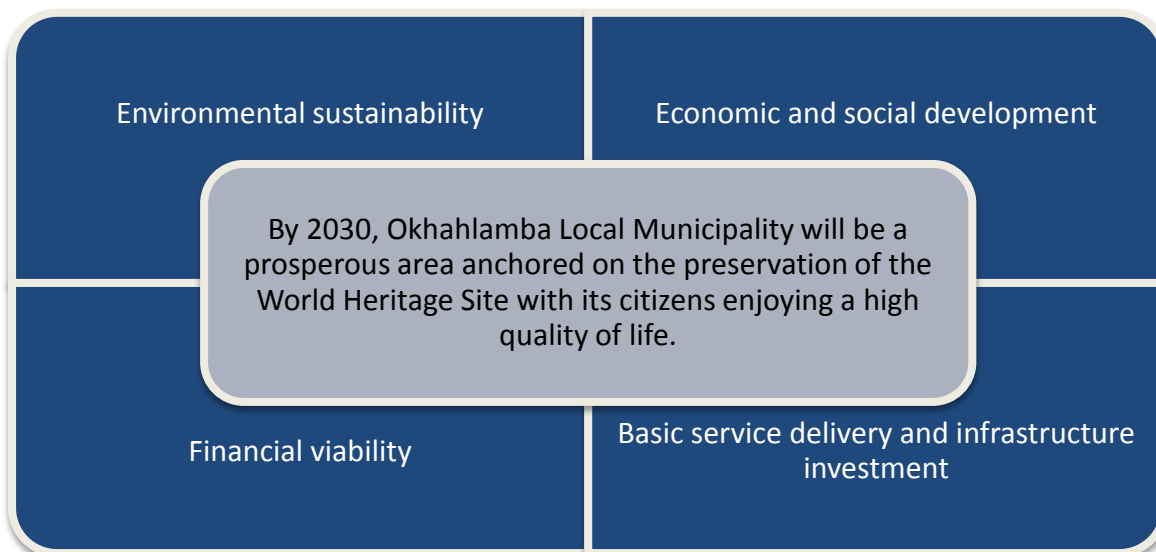 Environmental sustainability
Economic and social development
By 2030, Okhahlamba Local Municipality will be a
prosperous area anchored on the preservation of the
World Heritage Site with its citizens enjoying a high
quality of life.
Financial viability
Basic service delivery and infrastructure
investment